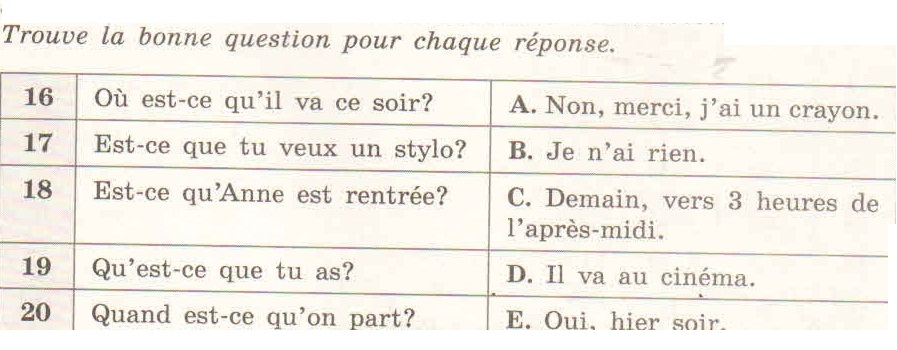 Trouve la bonne question pour chaque réponse.
16 Où est-ce qu'il va ce soir? A. Non, merci, j'ai un crayon.
17 Est-ce que tu veux un stylo? B. Je n'ai rien.
18 Est-ce qu'Anne est rentrée? C. Demain, vers 3 heures de
l'après-midi.
19 Qu'est-ce que tu as? D. Il va au cinéma.
20 Quand est-ce qu'on part? E. Oui, hier soir.